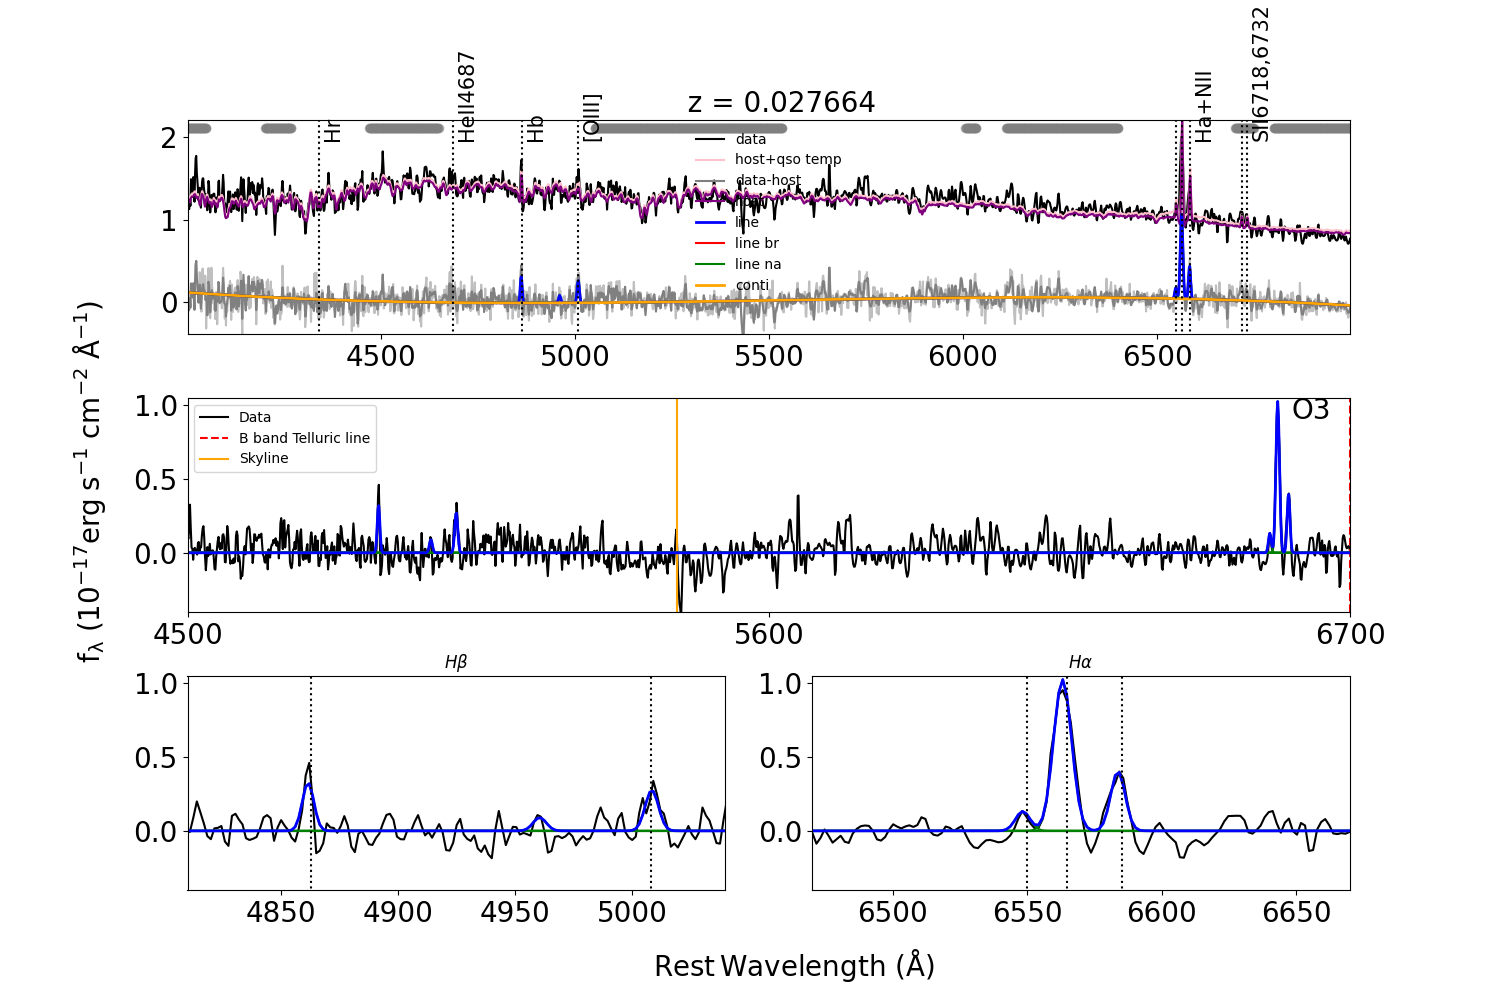 Hr
HeII4687
Hb
[OIII]
Ha+NII
SII6718,6732
z = 0.027664
data
host+qso temp
data-host
line
line br
line na
conti
2
1
0
4500
5000
5500
6000
6500
fλ (10⁻¹⁷erg s⁻¹ cm⁻² Å⁻¹)
Data
B band Telluric line
Skyline
O3
1.0
0.5
0.0
4500
5600
6700
Hβ
1.0
0.5
0.0
4850
4900
4950
5000
Hα
1.0
0.5
0.0
6500
6550
6600
6650
Rest Wavelength (Å)